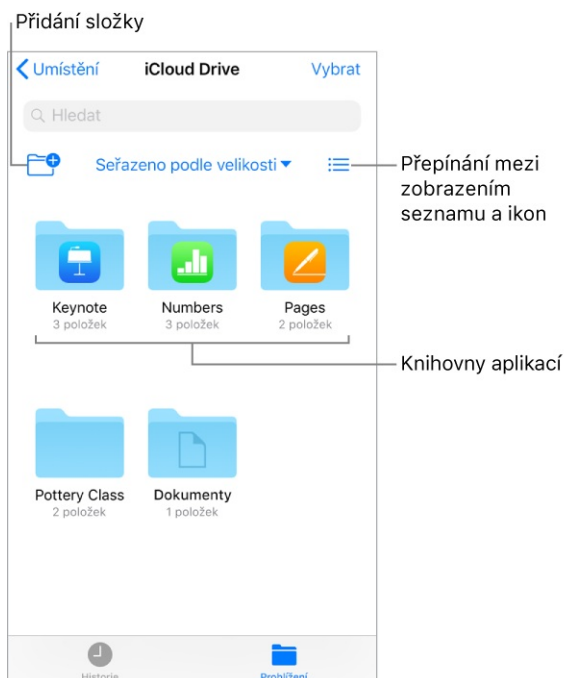 Přidání složky
Umístění iCloud Drive Vybrat
Hledat
Seřazeno podle velikosti
Přepínání mezi
zobrazením
seznamu a ikon
Keynote Numbers Pages
3 položek 3 položek 2 položek
Knihovny aplikací
Pottery Class Dokumenty
2 položek 1 položek
Historie Prohlížení